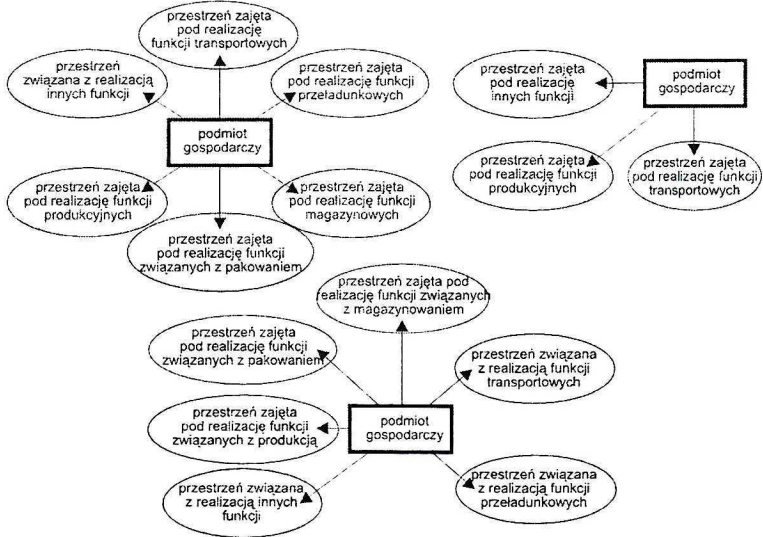 przestrzeń zajęta
pod realizację
funkcji transportowych
przestrzeń
związana z realizacją
innych funkcji
przestrzeń zajęta
pod realizację funkcji
przeładunkowych
podmiot
gospodarczy
przestrzeń zajęta
pod realizację funkcji
produkcyjnych
przestrzeń zajęta
pod realizację funkcji
magazynowych
przestrzeń zajęta
pod realizację funkcji
związanych z pakowaniem
przestrzeń zajęta
pod realizację
innych funkcji
podmiot
gospodarczy
przestrzeń zajęta
pod realizację funkcji
produkcyjnych
przestrzeń zajęta
pod realizację funkcji
transportowych
przestrzeń zajęta pod
realizację funkcji związanych
z magazynowaniem
przestrzeń zajęta
pod realizację funkcji
związanych z pakowaniem
przestrzeń związana
z realizacją funkcji
transportowych
przestrzeń zajęta
pod realizację funkcji
związanych z produkcją
podmiot
gospodarczy
przestrzeń związana
z realizacją innych
funkcji
przestrzeń związana
z realizacją funkcji
przeładunkowych